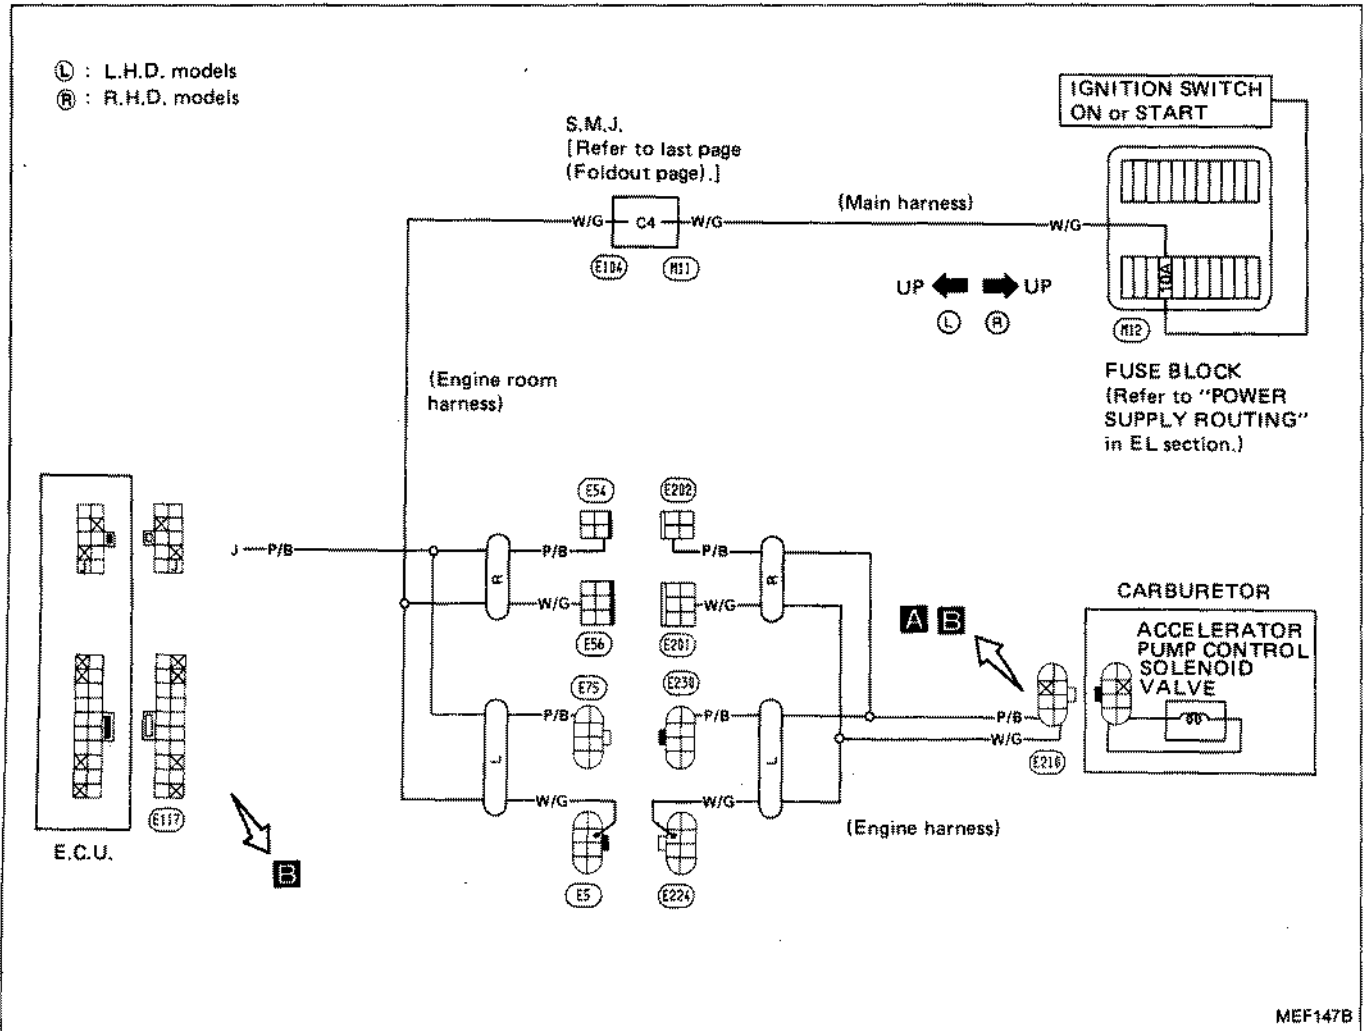 Ⓛ : L.H.D. models
Ⓡ : R.H.D. models
IGNITION SWITCH
ON or START
S.M.J.
[Refer to last page
(Foldout page).]
(Main harness)
W/G
C4
W/G
W/G
E104
M11
10A
UP
UP
Ⓛ
Ⓡ
M12
FUSE BLOCK
(Refer to "POWER
SUPPLY ROUTING"
in EL section.)
(Engine room
harness)
E54
E202
J
P/B
R
P/B
P/B
R
W/G
W/G
E56
E201
E75
E230
L
P/B
P/B
L
W/G
W/G
E5
E224
J
J
E117
E.C.U.
B
A B
CARBURETOR
ACCELERATOR
PUMP CONTROL
SOLENOID
VALVE
P/B
W/G
E216
(Engine harness)
MEF147B